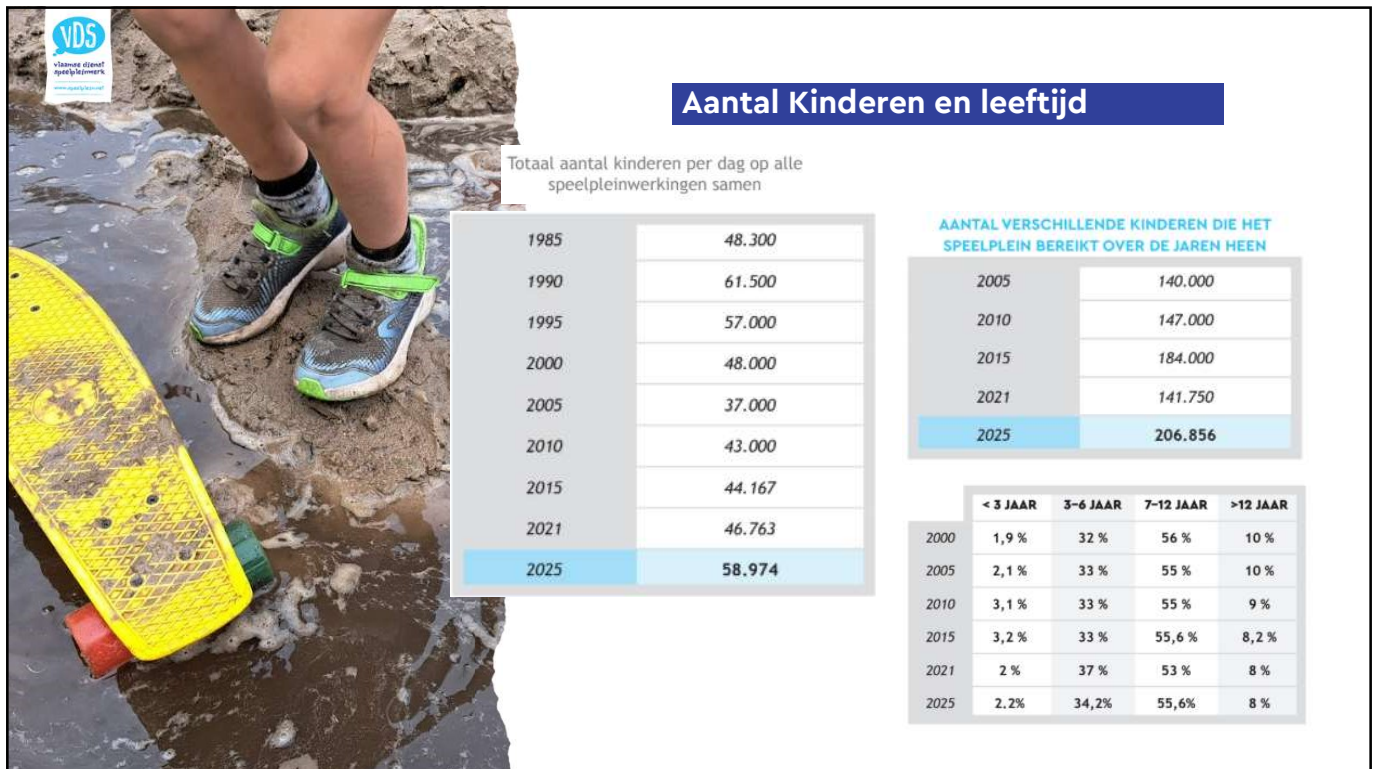 VDS
vlaamse dienst
speelpleinwerk
www.speelplein.net
Aantal Kinderen en leeftijd
Totaal aantal kinderen per dag op alle
speelpleinwerkingen samen
1985 48.300
1990 61.500
1995 57.000
2000 48.000
2005 37.000
2010 43.000
2015 44.167
2021 46.763
2025 58.974
AANTAL VERSCHILLENDE KINDEREN DIE HET
SPEELPLEIN BEREIKT OVER DE JAREN HEEN
2005 140.000
2010 147.000
2015 184.000
2021 141.750
2025 206.856
< 3 JAAR 3-6 JAAR 7-12 JAAR >12 JAAR
2000 1,9 % 32 % 56 % 10 %
2005 2,1 % 33 % 55 % 10 %
2010 3,1 % 33 % 55 % 9 %
2015 3,2 % 33 % 55,6 % 8,2 %
2021 2 % 37 % 53 % 8 %
2025 2.2% 34,2% 55,6% 8 %